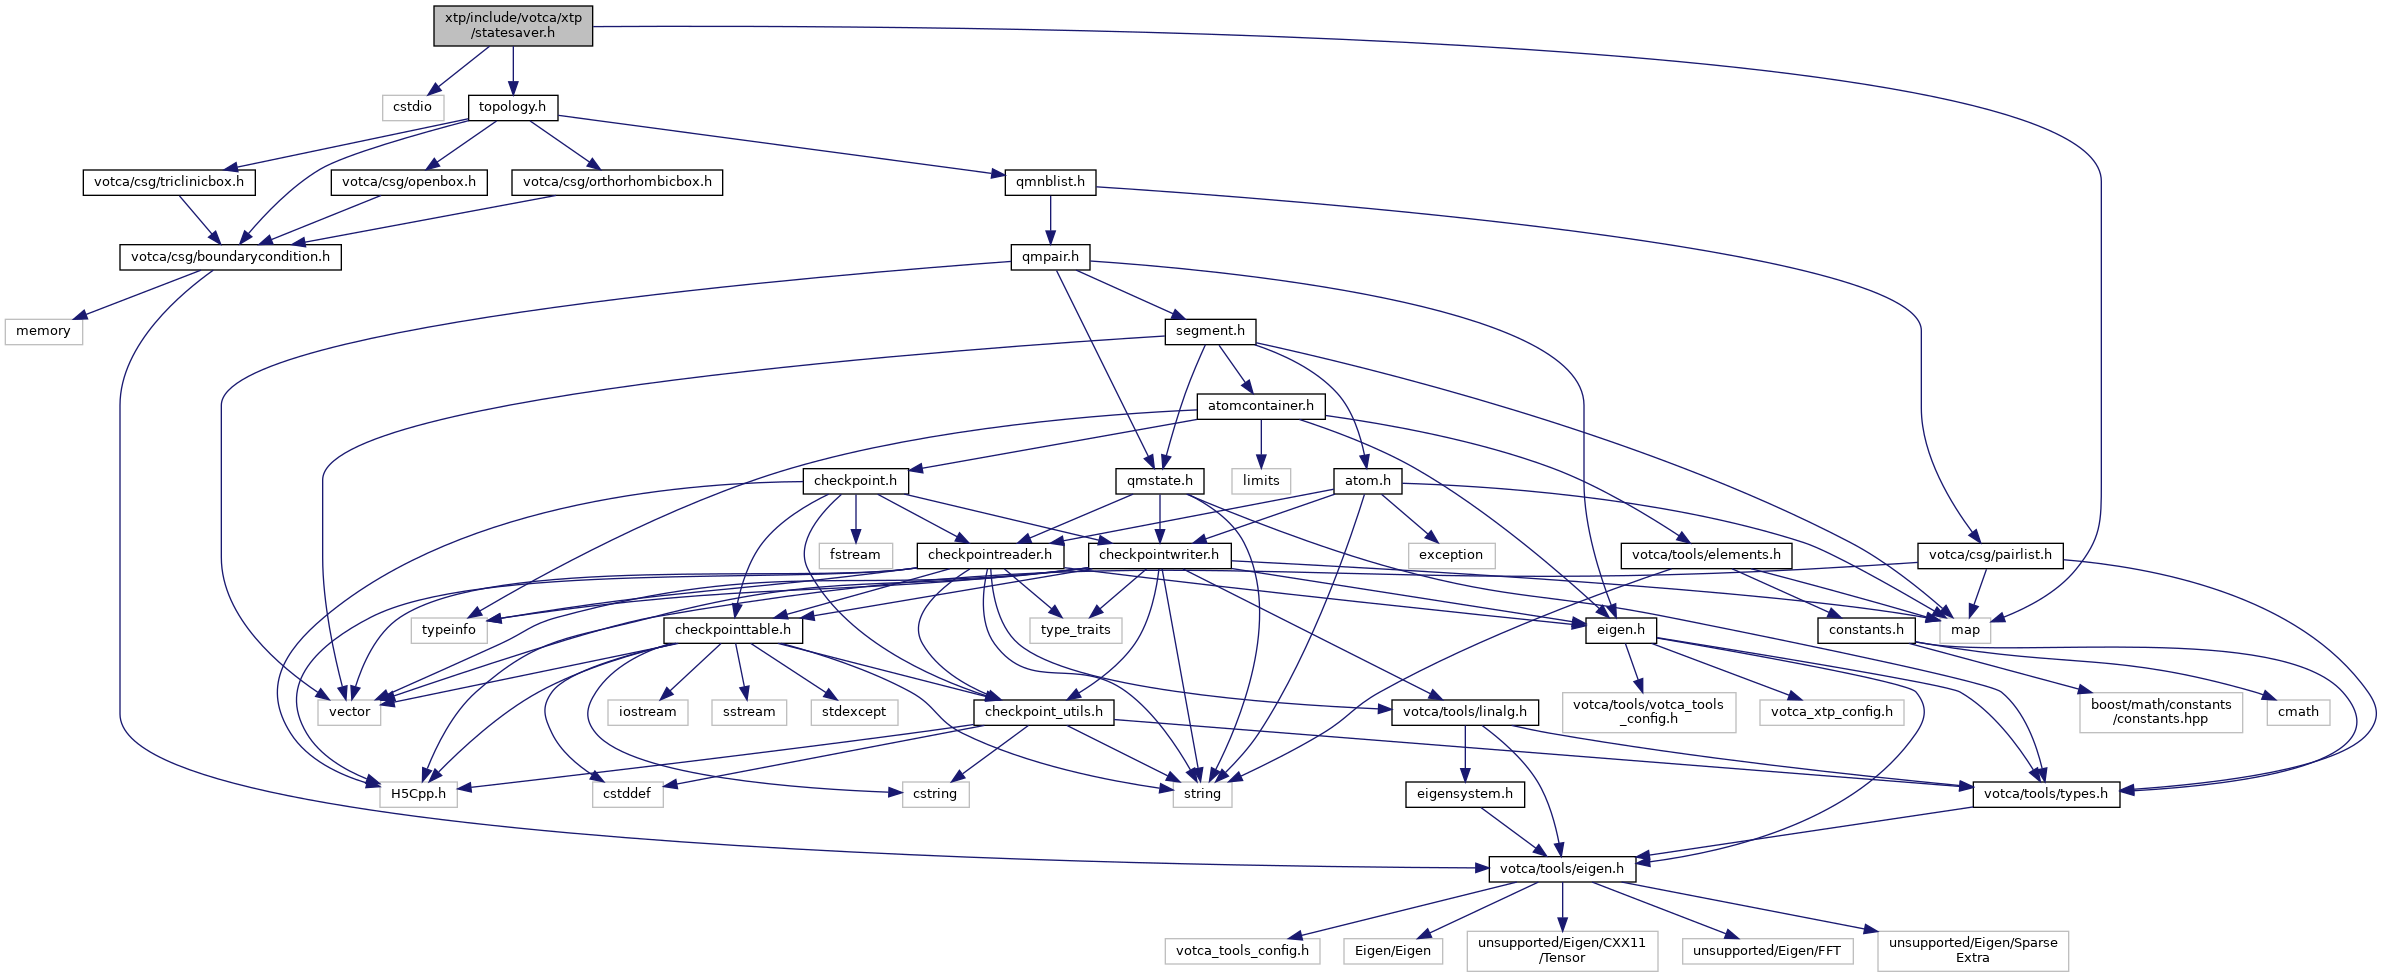 xtp/include/votca/xtp
/statesaver.h
cstdio
topology.h
votca/csg/triclinicbox.h
votca/csg/openbox.h
votca/csg/orthorhombicbox.h
qmnblist.h
votca/csg/boundarycondition.h
qmpair.h
memory
segment.h
atomcontainer.h
checkpoint.h
qmstate.h
limits
atom.h
fstream
checkpointreader.h
checkpointwriter.h
exception
votca/tools/elements.h
votca/csg/pairlist.h
typeinfo
checkpointtable.h
type_traits
eigen.h
constants.h
map
vector
iostream
sstream
stdexcept
checkpoint_utils.h
votca/tools/linalg.h
votca/tools/votca_tools
_config.h
votca_xtp_config.h
boost/math/constants
/constants.hpp
cmath
H5Cpp.h
cstddef
cstring
string
eigensystem.h
votca/tools/types.h
votca/tools/eigen.h
votca_tools_config.h
Eigen/Eigen
unsupported/Eigen/CXX11
/Tensor
unsupported/Eigen/FFT
unsupported/Eigen/Sparse
Extra